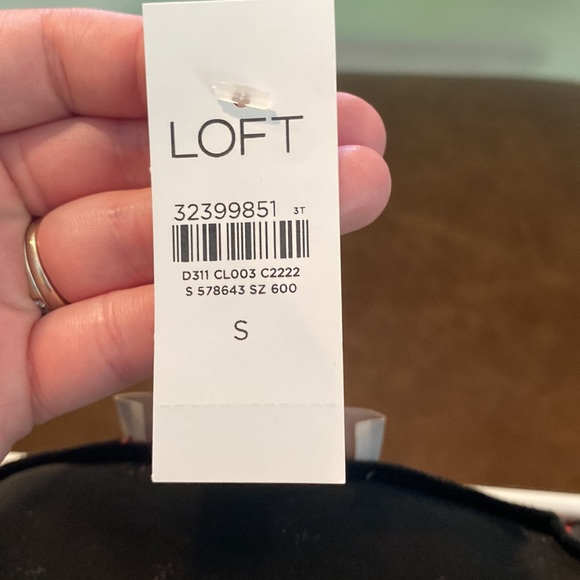 LOFT
32399851 3T
D311 CL003 C2222
S 578643 SZ 600
S